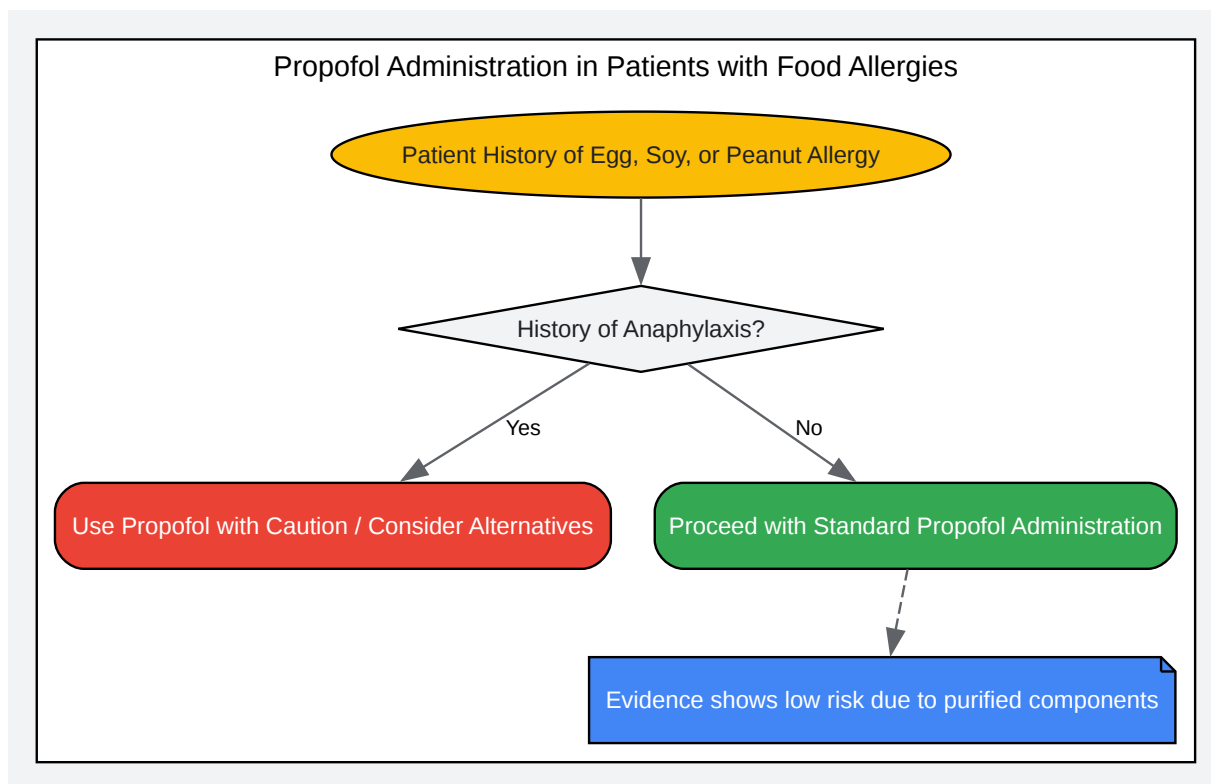 Propofol Administration in Patients with Food Allergies
Patient History of Egg, Soy, or Peanut Allergy
History of Anaphylaxis?
Yes
No
Use Propofol with Caution / Consider Alternatives
Proceed with Standard Propofol Administration
Evidence shows low risk due to purified components